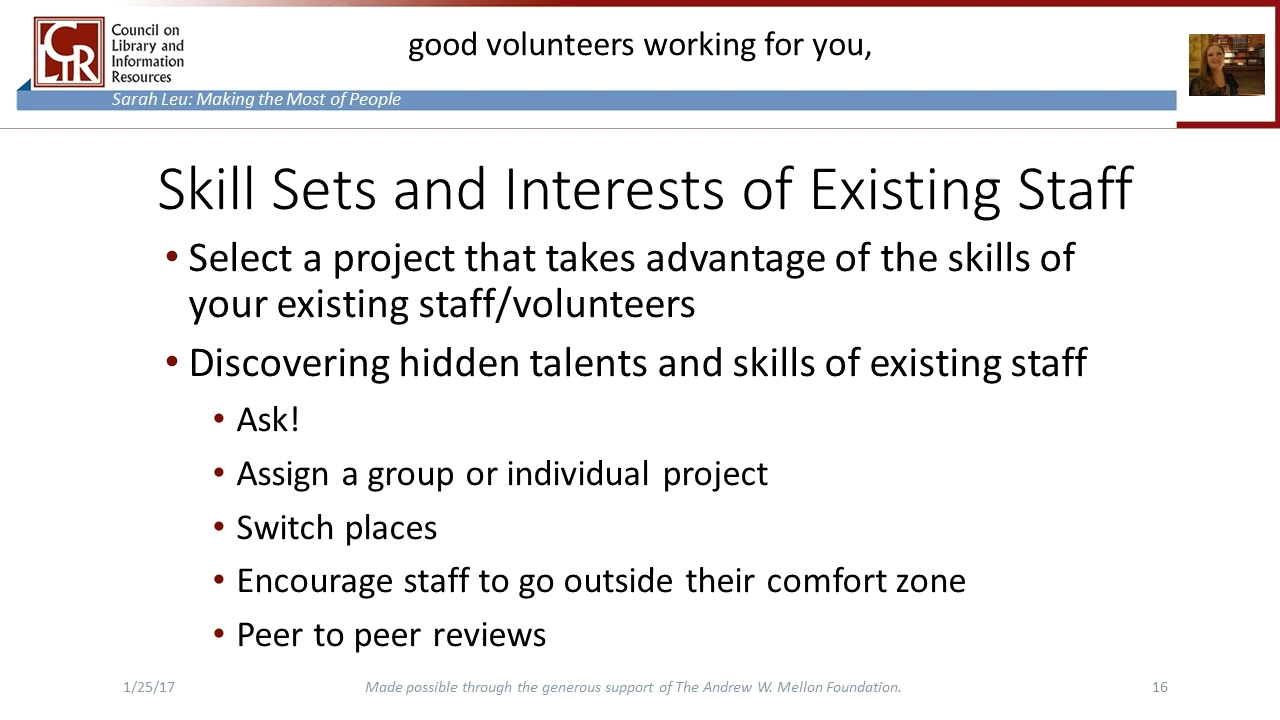 CLIR
Council on
Library and
Information
Resources
good volunteers working for you,
Sarah Leu: Making the Most of People
Skill Sets and Interests of Existing Staff
• Select a project that takes advantage of the skills of
your existing staff/volunteers
• Discovering hidden talents and skills of existing staff
• Ask!
• Assign a group or individual project
• Switch places
• Encourage staff to go outside their comfort zone
• Peer to peer reviews
1/25/17
Made possible through the generous support of The Andrew W. Mellon Foundation.
16